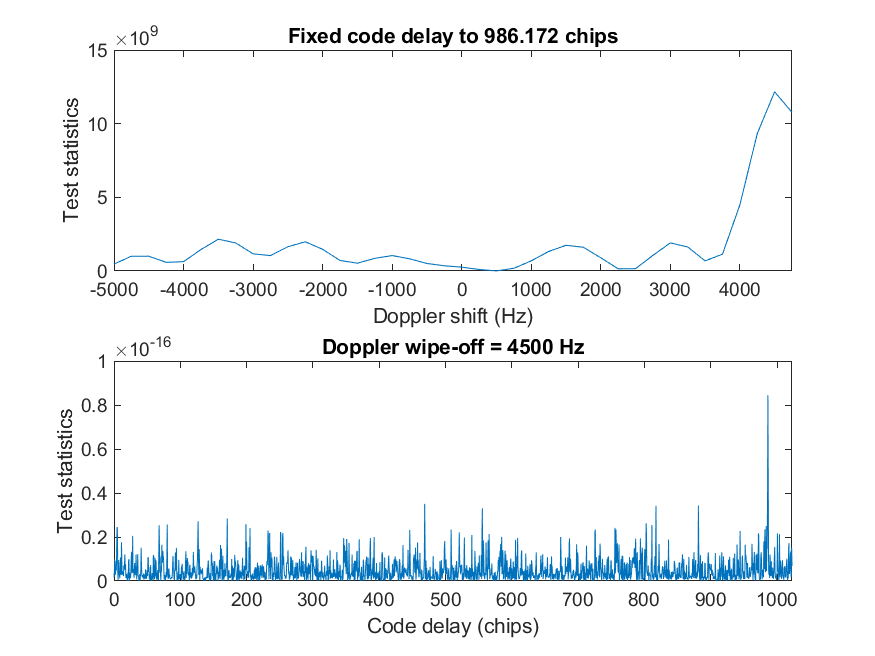 ×10⁹
Fixed code delay to 986.172 chips
15
10
5
0
Test statistics
-5000 -4000 -3000 -2000 -1000 0 1000 2000 3000 4000
Doppler shift (Hz)
×10⁻¹⁶
Doppler wipe-off = 4500 Hz
1
0.8
0.6
0.4
0.2
0
Test statistics
0 100 200 300 400 500 600 700 800 900 1000
Code delay (chips)